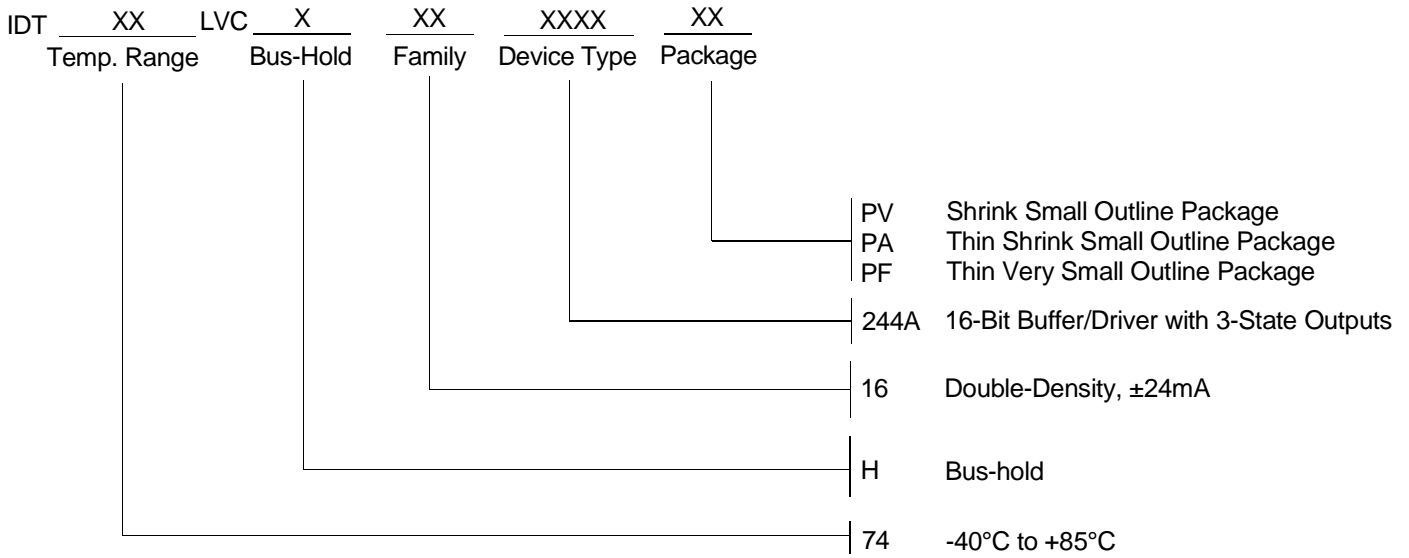 IDT XX LVC X XX XXXX XX
Temp. Range Bus-Hold Family Device Type Package
PV Shrink Small Outline Package
PA Thin Shrink Small Outline Package
PF Thin Very Small Outline Package
244A 16-Bit Buffer/Driver with 3-State Outputs
16 Double-Density, ±24mA
H Bus-hold
74 -40°C to +85°C